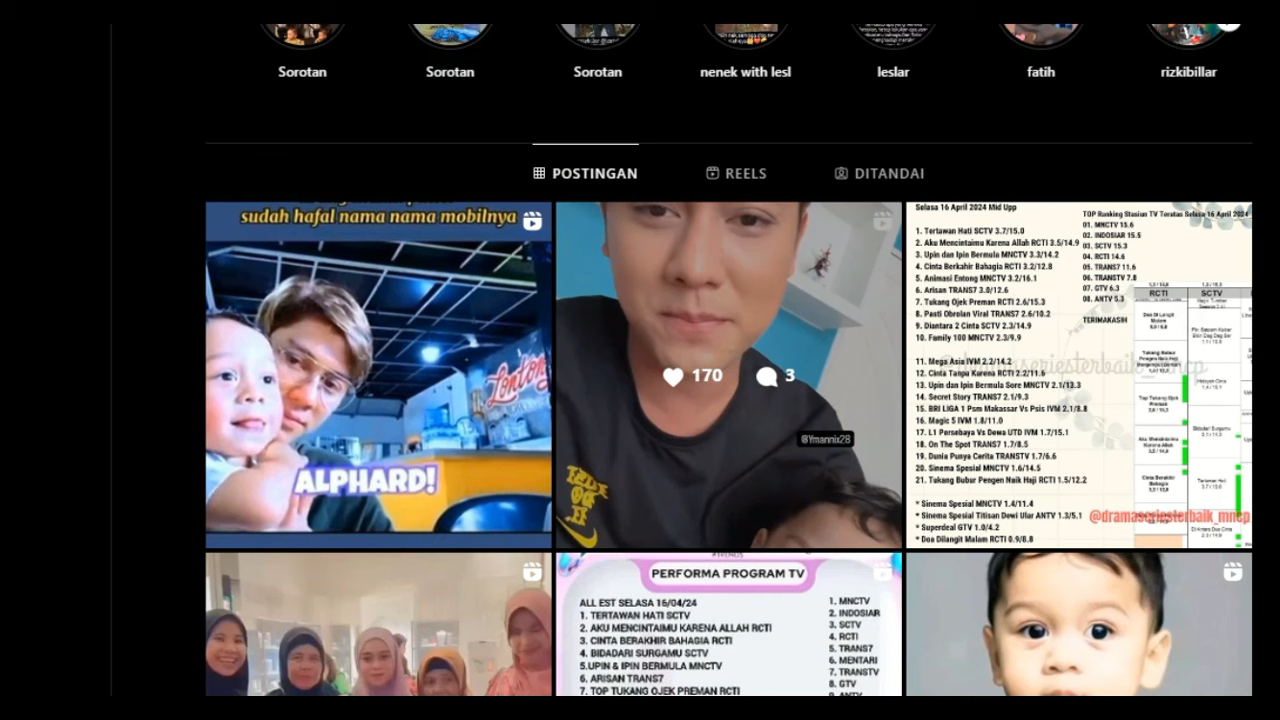 Sorotan
Sorotan
Sorotan
nenek with lesl
leslar
fatih
rizkibillar
POSTINGAN
REELS
DITANDAI
sudah hafal nama nama mobilnya
ALPHARD!
170
3
@Ymannix28
Selasa 16 April 2024 Mid Upp
1. Tertawan Hati SCTV 3.7/15.0
2. Aku Mencintaimu Karena Allah RCTI 3.5/14.9
3. Upin dan Ipin Bermula MNCTV 3.3/14.2
4. Cinta Berkahir Bahagia RCTI 3.2/12.8
5. Animasi Entong MNCTV 3.2/16.1
6. Arisan TRANS7 3.0/12.6
7. Tukang Ojek Preman RCTI 2.6/15.3
8. Pasti Obrolan Viral TRANS7 2.6/10.2
9. Diantara 2 Cinta SCTV 2.3/14.9
10. Family 100 MNCTV 2.3/9.9
11. Mega Asia IVM 2.2/14.2
12. Cinta Tanpa Karena RCTI 2.2/11.6
13. Upin dan Ipin Bermula Sore MNCTV 2.1/13.3
14. Secret Story TRANS7 2.1/9.3
15. BRI LIGA 1 Psm Makassar Vs Psis IVM 2.1/8.8
16. Magic 5 IVM 1.8/11.0
17. L1 Persebaya Vs Dewa UTD IVM 1.7/15.1
18. On The Spot TRANS7 1.7/8.5
19. Dunia Punya Cerita TRANSTV 1.7/6.6
20. Sinema Spesial MNCTV 1.6/14.5
21. Tukang Bubur Pengen Naik Haji RCTI 1.5/12.2
* Sinema Spesial MNCTV 1.4/11.4
* Sinema Spesial Titisan Dewi Ular ANTV 1.3/5.1
* Superdeal GTV 1.0/4.2
* Doa Dilangit Malam RCTI 0.9/8.8
TOP Ranking Stasiun TV Teratas Selasa 16 April 2024
01. MNCTV 15.6
02. INDOSIAR 15.5
03. SCTV 15.3
04. RCTI 14.6
05. TRANS7 11.6
06. TRANSTV 7.8
07. GTV 6.3
08. ANTV 5.3
TERIMAKASIH
RCTI
SCTV
@dramaseriesterbaik_mncp
PERFORMA PROGRAM TV
ALL EST SELASA 16/04/24
1. TERTAWAN HATI SCTV
2. AKU MENCINTAIMU KARENA ALLAH RCTI
3. CINTA BERAKHIR BAHAGIA RCTI
4. BIDADARI SURGAMU SCTV
5.UPIN & IPIN BERMULA MNCTV
6. ARISAN TRANS7
7. TOP TUKANG OJEK PREMAN RCTI
1. MNCTV
2. INDOSIAR
3. SCTV
4. RCTI
5. TRANS7
6. MENTARI
7. TRANSTV
8. GTV